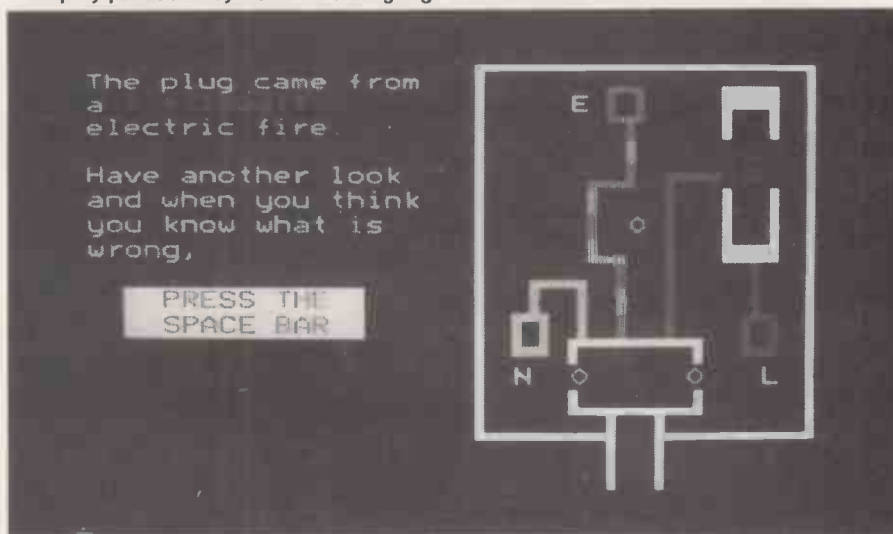 The plug came from
a
electric fire.
Have another look
and when you think
you know what is
wrong,
PRESS THE
SPACE BAR
E
N
L